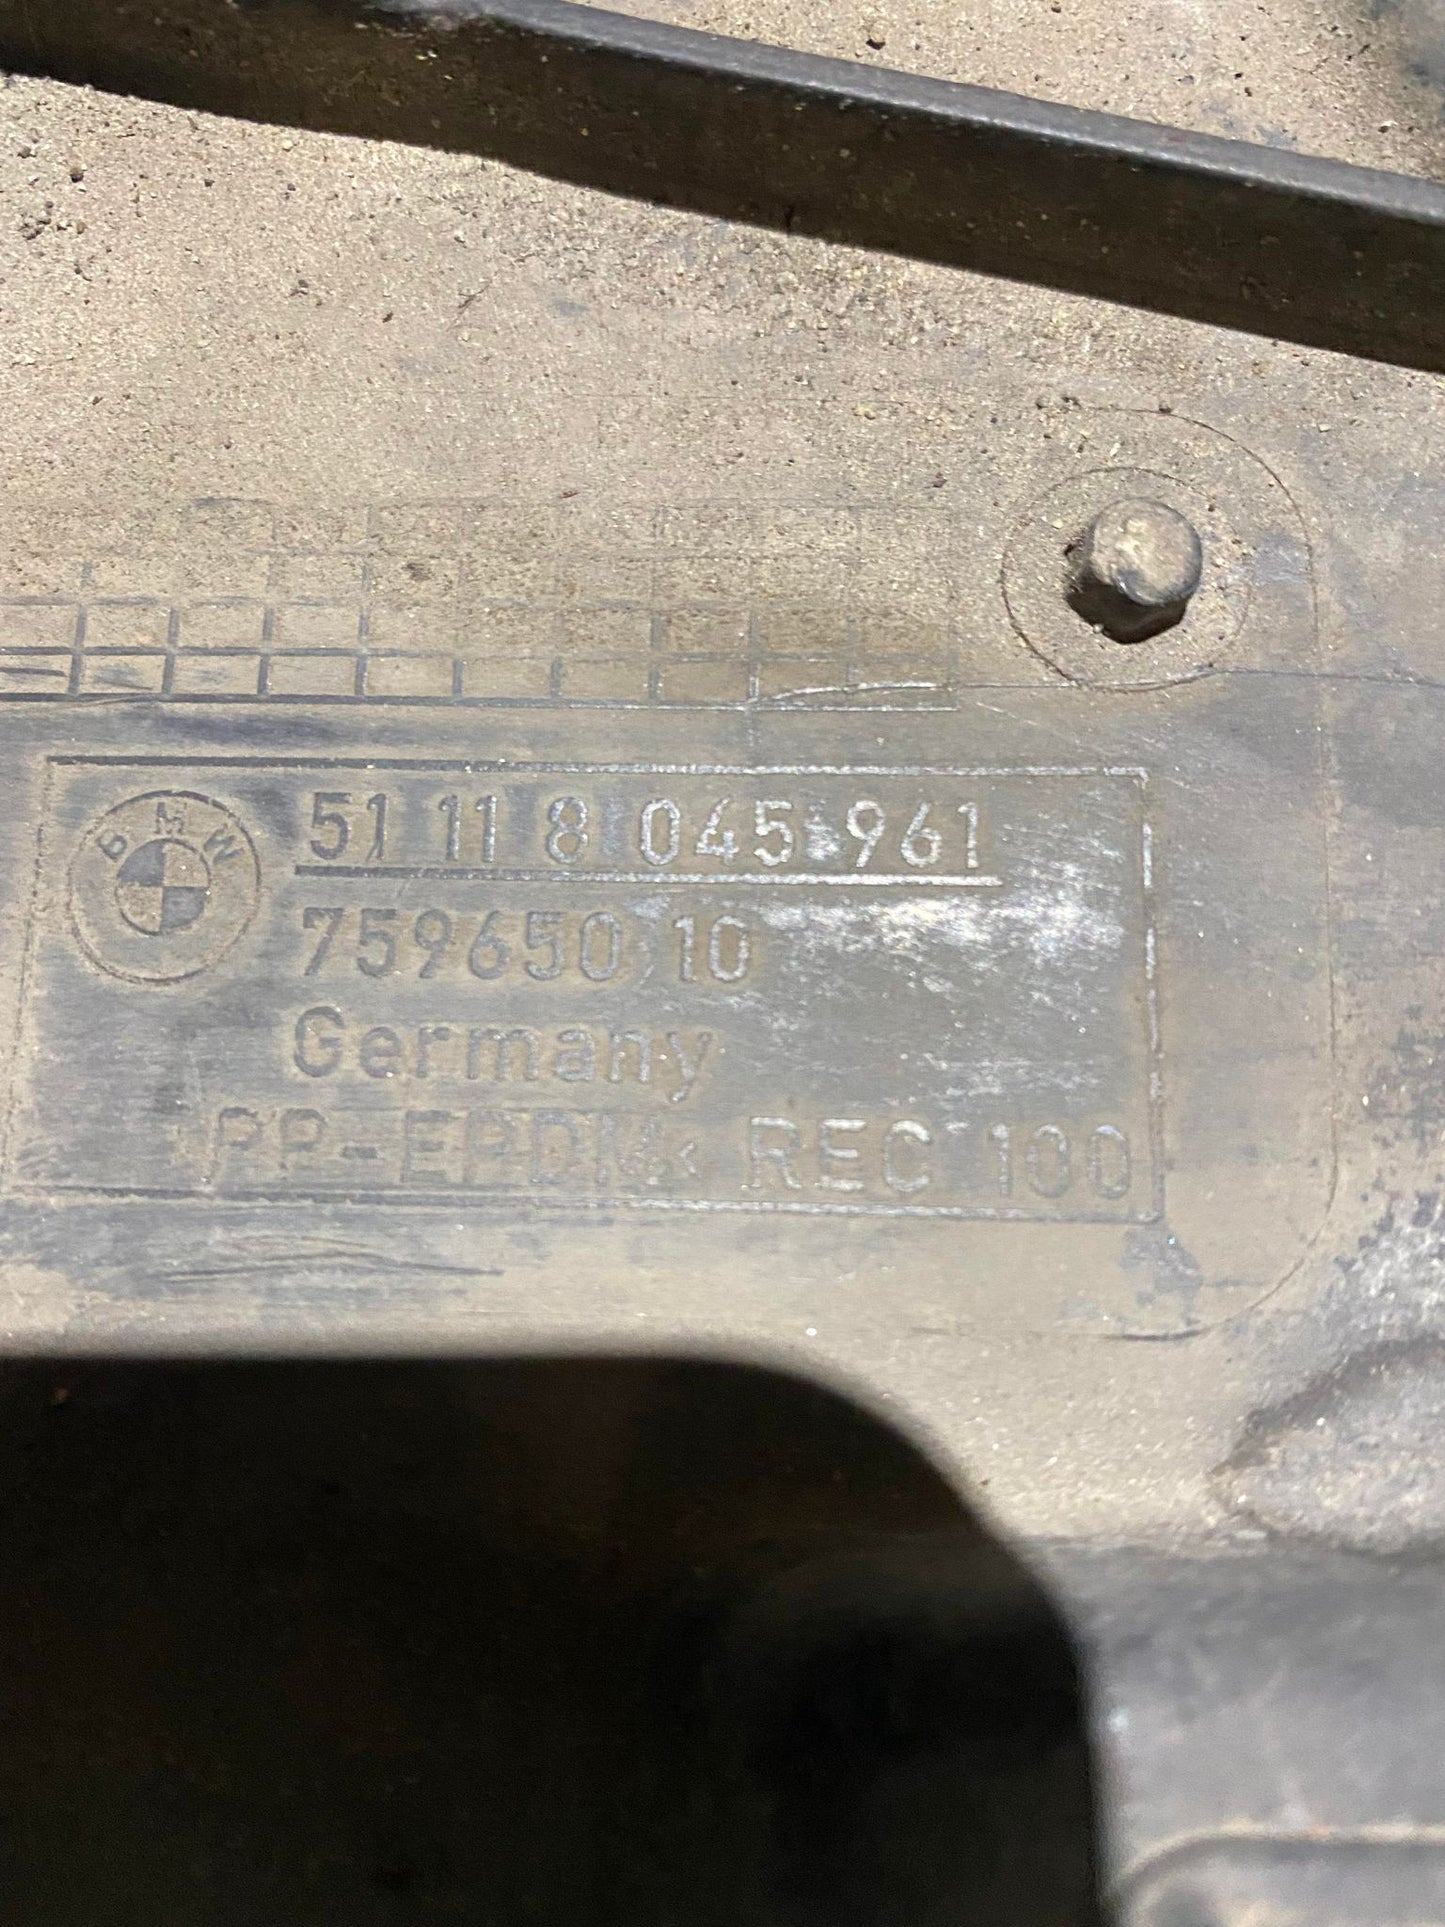 BMW
51 11 8 045 961
759650 10
Germany
PP-EPDM< REC 100